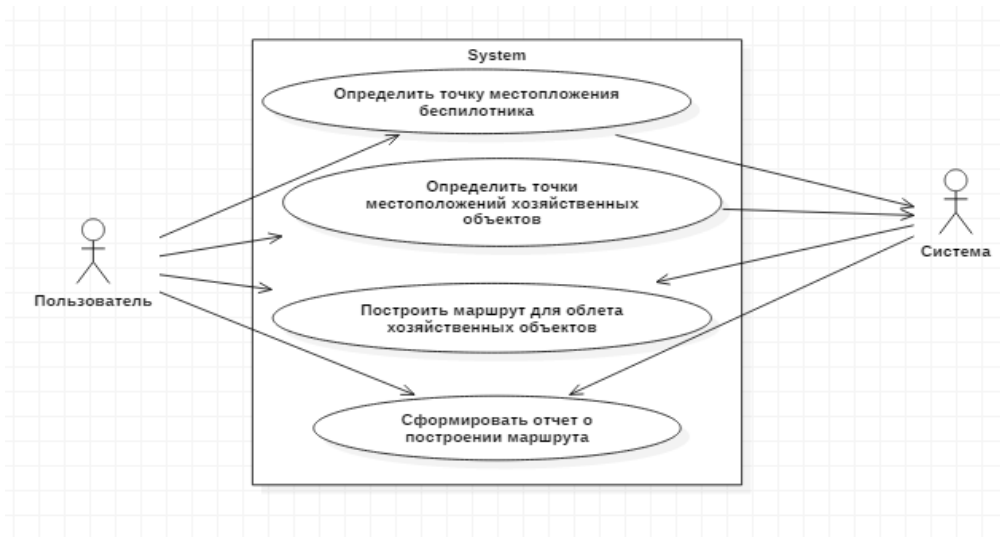 System
Определить точку местопложения
беспилотника
Определить точки
местоположений хозяйственных
объектов
Построить маршрут для облета
хозяйственных объектов
Сформировать отчет о
построении маршрута
Пользователь
Система